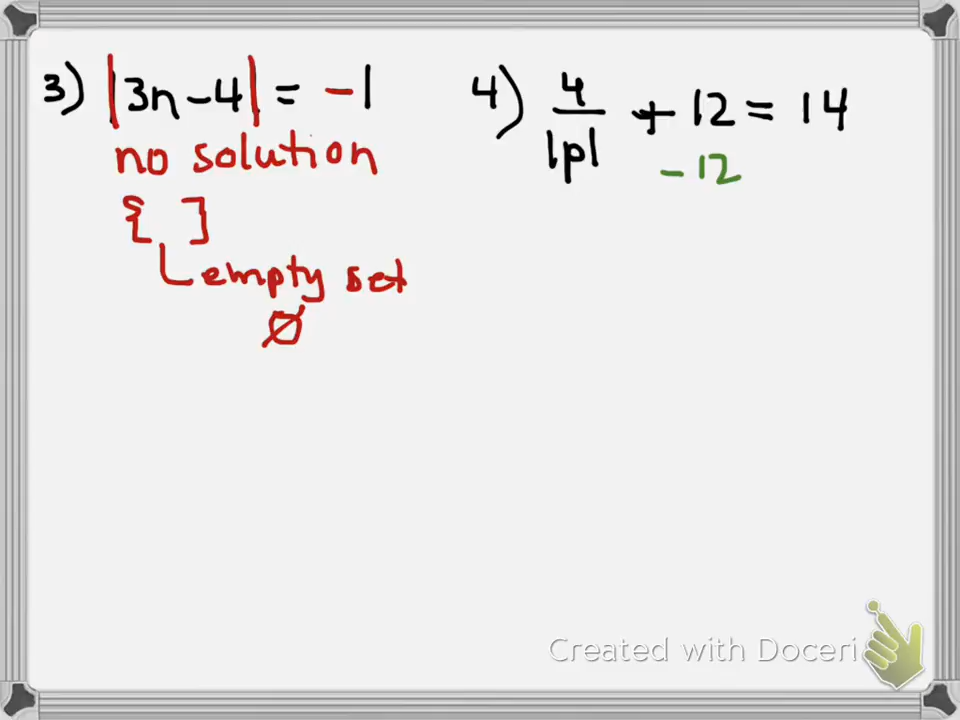 3) |3n-4| = -1
no solution
{ ]
empty set
∅
4) 4/|p| + 12 = 14
-12
Created with Doceri